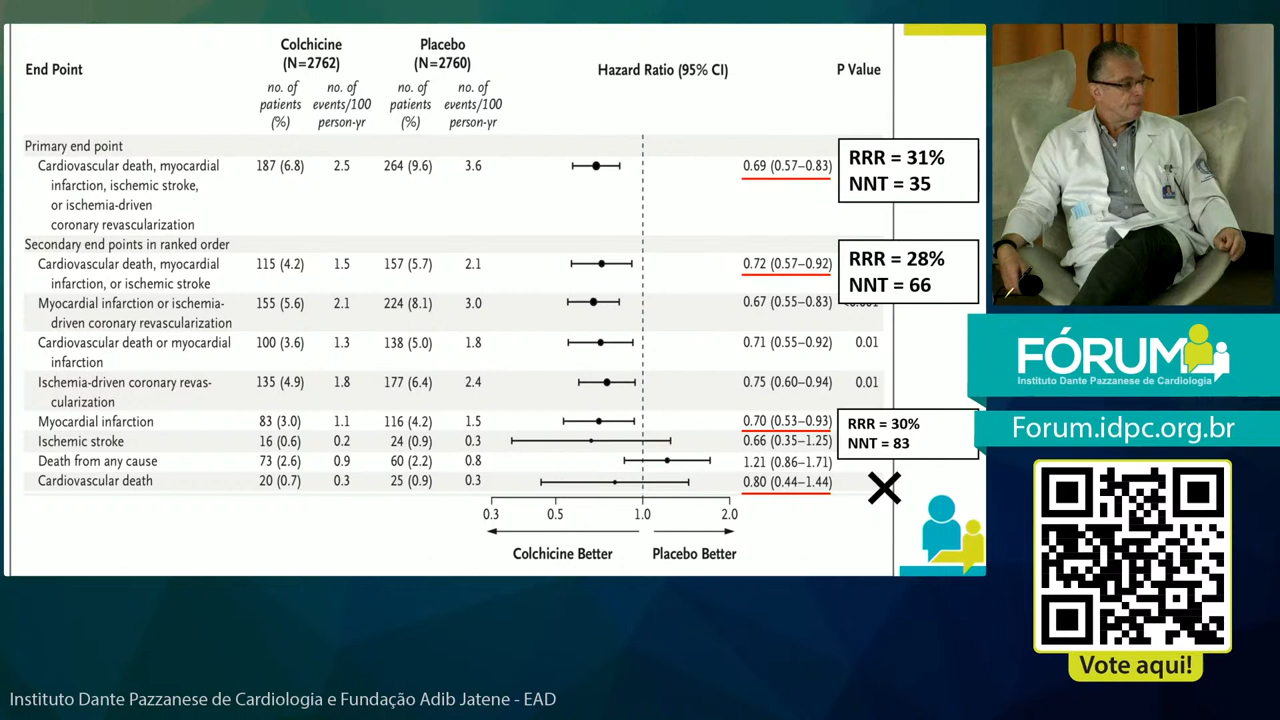 Colchicine
(N=2762)
Placebo
(N=2760)
End Point
Hazard Ratio (95% CI)
P Value
no. of
patients
(%)
no. of
events/100
person-yr
no. of
patients
(%)
no. of
events/100
person-yr
Primary end point
Cardiovascular death, myocardial 187 (6.8) 2.5 264 (9.6) 3.6 0.69 (0.57–0.83)
infarction, ischemic stroke,
or ischemia-driven
coronary revascularization
RRR = 31%
NNT = 35
Secondary end points in ranked order
Cardiovascular death, myocardial 115 (4.2) 1.5 157 (5.7) 2.1 0.72 (0.57–0.92)
infarction, or ischemic stroke
RRR = 28%
NNT = 66
Myocardial infarction or ischemia- 155 (5.6) 2.1 224 (8.1) 3.0 0.67 (0.55–0.83)
driven coronary revascularization
Cardiovascular death or myocardial 100 (3.6) 1.3 138 (5.0) 1.8 0.71 (0.55–0.92) 0.01
infarction
Ischemia-driven coronary revas- 135 (4.9) 1.8 177 (6.4) 2.4 0.75 (0.60–0.94) 0.01
cularization
Myocardial infarction 83 (3.0) 1.1 116 (4.2) 1.5 0.70 (0.53–0.93)
Ischemic stroke 16 (0.6) 0.2 24 (0.9) 0.3 0.66 (0.35–1.25)
RRR = 30%
NNT = 83
Death from any cause 73 (2.6) 0.9 60 (2.2) 0.8 1.21 (0.86–1.71)
Cardiovascular death 20 (0.7) 0.3 25 (0.9) 0.3 0.80 (0.44–1.44)
0.3 0.5 1.0 2.0
Colchicine Better Placebo Better
FÓRUM
Instituto Dante Pazzanese de Cardiologia
Forum.idpc.org.br
Vote aqui!
Instituto Dante Pazzanese de Cardiologia e Fundação Adib Jatene - EAD